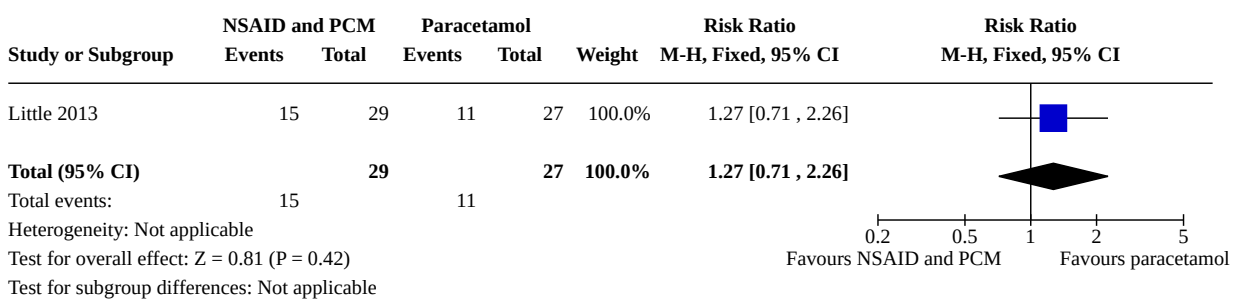 NSAID and PCM Paracetamol Risk Ratio Risk Ratio
Study or Subgroup Events Total Events Total Weight M-H, Fixed, 95% CI M-H, Fixed, 95% CI
Little 2013 15 29 11 27 100.0% 1.27 [0.71 , 2.26]
Total (95% CI) 29 27 100.0% 1.27 [0.71 , 2.26]
Total events: 15 11
Heterogeneity: Not applicable 0.2 0.5 1 2 5
Test for overall effect: Z = 0.81 (P = 0.42) Favours NSAID and PCM Favours paracetamol
Test for subgroup differences: Not applicable